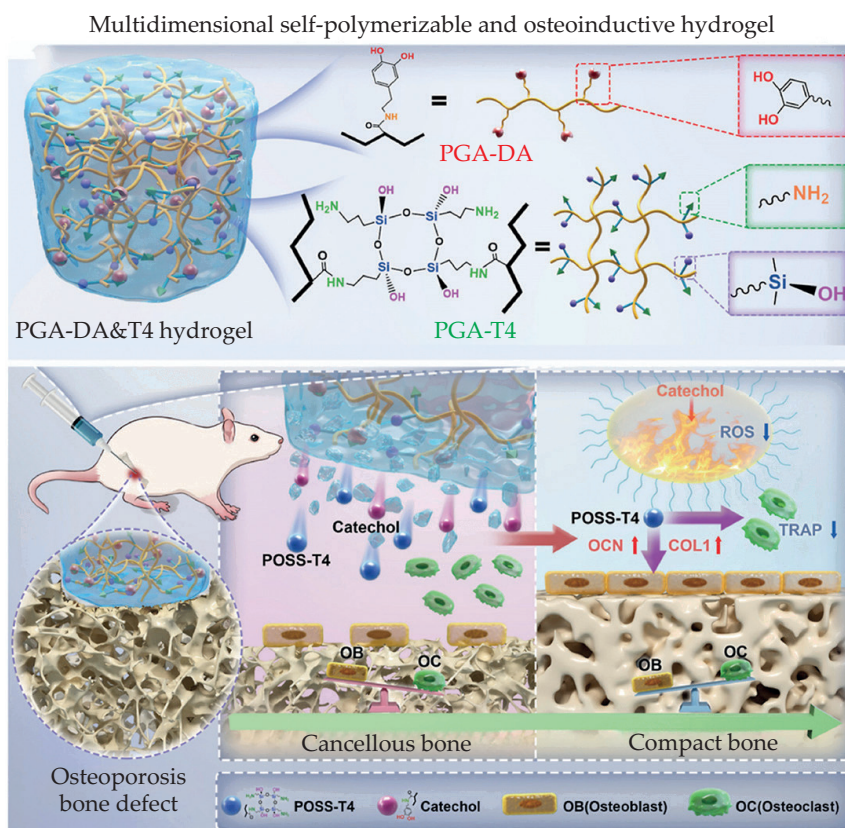 Multidimensional self-polymerizable and osteoinductive hydrogel
HO
OH
NH
O
=
PGA-DA
HO
HO
NH₂
H₂N
OH
OH
NH₂
Si
O
Si
O
O
Si
O
Si
O
HN
OH
OH
NH
O
=
Si
OH
PGA-DA&T4 hydrogel
PGA-T4
Catechol
ROS
Catechol
POSS-T4
POSS-T4
OCN
COL1
TRAP
OB
OC
OB
OC
Cancellous bone
Compact bone
Osteoporosis
bone defect
POSS-T4
Catechol
OB(Osteoblast)
OC(Osteoclast)